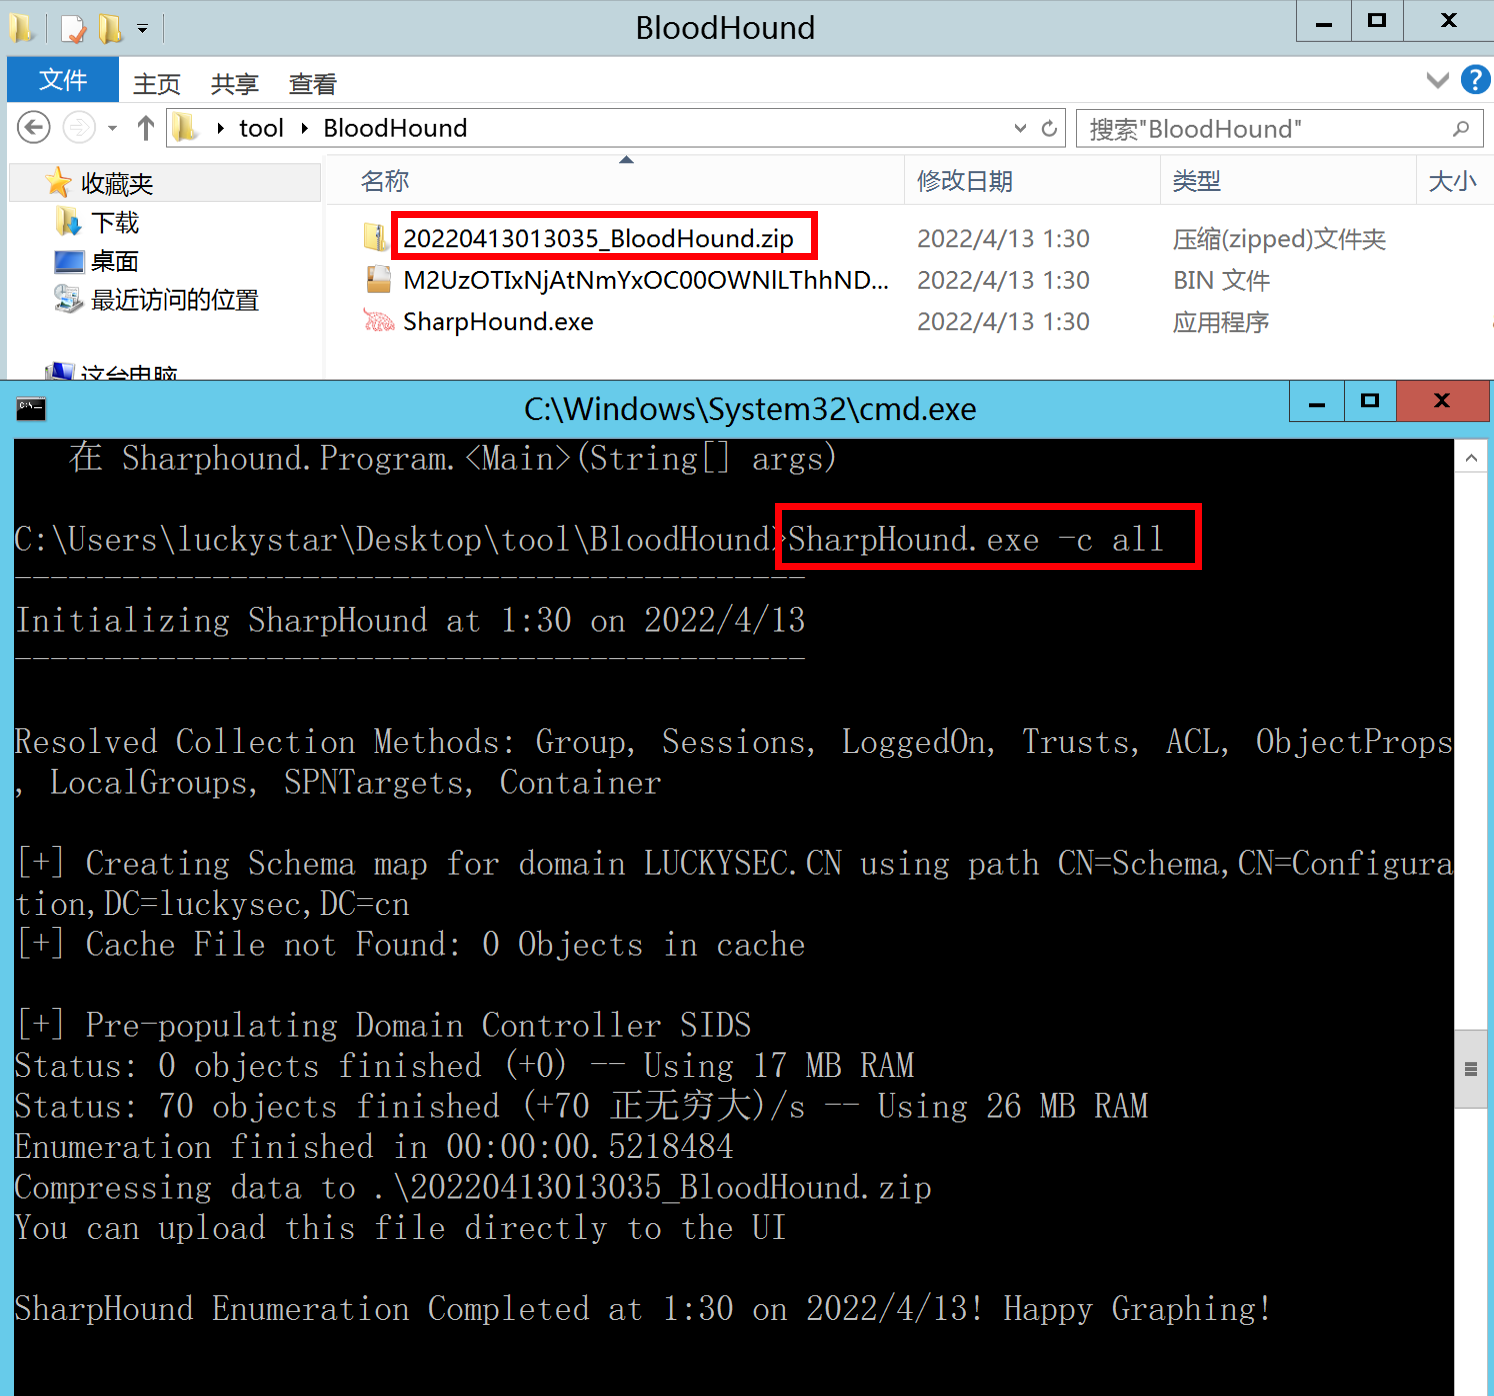 BloodHound
文件 主页 共享 查看
tool BloodHound 搜索"BloodHound"
收藏夹
下载
桌面
最近访问的位置
这台电脑
名称 修改日期 类型 大小
20220413013035_BloodHound.zip 2022/4/13 1:30 压缩(zipped)文件夹
M2UzOTIxNjAtNmYxOC00OWNlLThhND... 2022/4/13 1:30 BIN 文件
SharpHound.exe 2022/4/13 1:30 应用程序
C:\Windows\System32\cmd.exe
在 Sharphound.Program.<Main>(String[] args)
C:\Users\luckystar\Desktop\tool\BloodHound>SharpHound.exe -c all
--------------------------------------------
Initializing SharpHound at 1:30 on 2022/4/13
--------------------------------------------
Resolved Collection Methods: Group, Sessions, LoggedOn, Trusts, ACL, ObjectProps
, LocalGroups, SPNTargets, Container
[+] Creating Schema map for domain LUCKYSEC.CN using path CN=Schema,CN=Configura
tion,DC=luckysec,DC=cn
[+] Cache File not Found: 0 Objects in cache
[+] Pre-populating Domain Controller SIDS
Status: 0 objects finished (+0) -- Using 17 MB RAM
Status: 70 objects finished (+70 正无穷大)/s -- Using 26 MB RAM
Enumeration finished in 00:00:00.5218484
Compressing data to .\20220413013035_BloodHound.zip
You can upload this file directly to the UI
SharpHound Enumeration Completed at 1:30 on 2022/4/13! Happy Graphing!